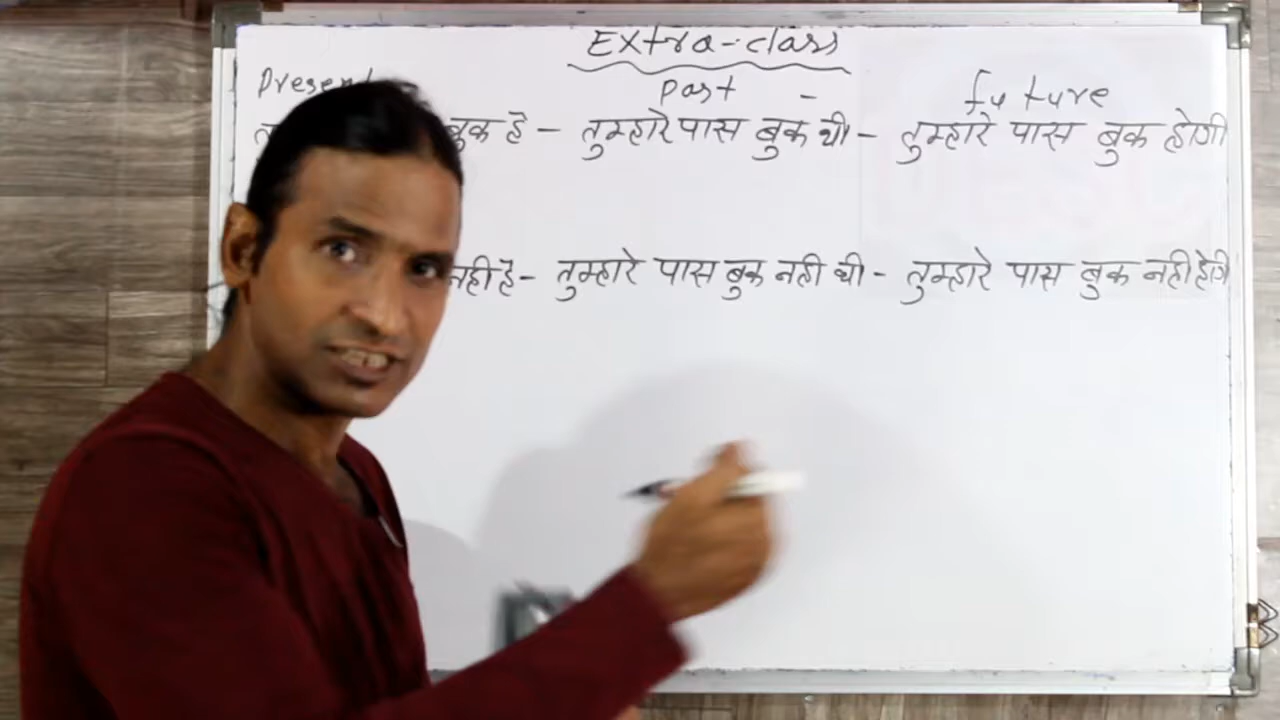 Extra-class
Present Past - future
बुक है - तुम्हारे पास बुक थी - तुम्हारे पास बुक होगी
नही है - तुम्हारे पास बुक नही थी - तुम्हारे पास बुक नही होगी